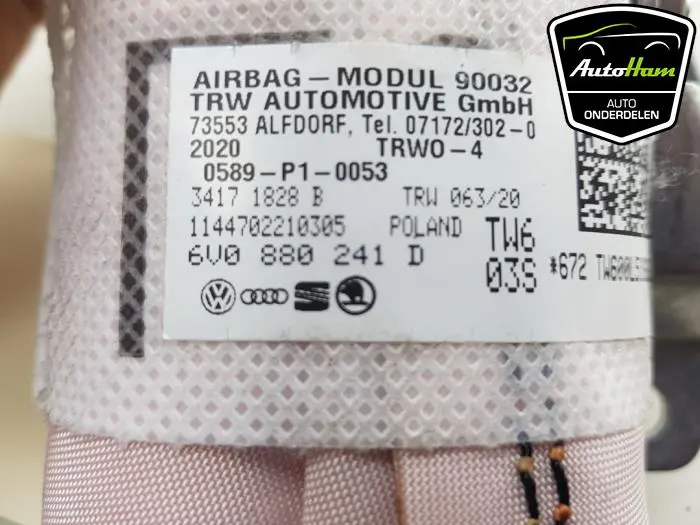 AIRBAG - MODUL 90032
TRW AUTOMOTIVE GmbH
73553 ALFDORF, Tel. 07172/302-0
2020 TRWO-4
0589-P1-0053
3417 1828 B TRW 063/20
1144702210305 POLAND TW6
6V0 880 241 D 03S *672
AutoHam
AUTO
ONDERDELEN